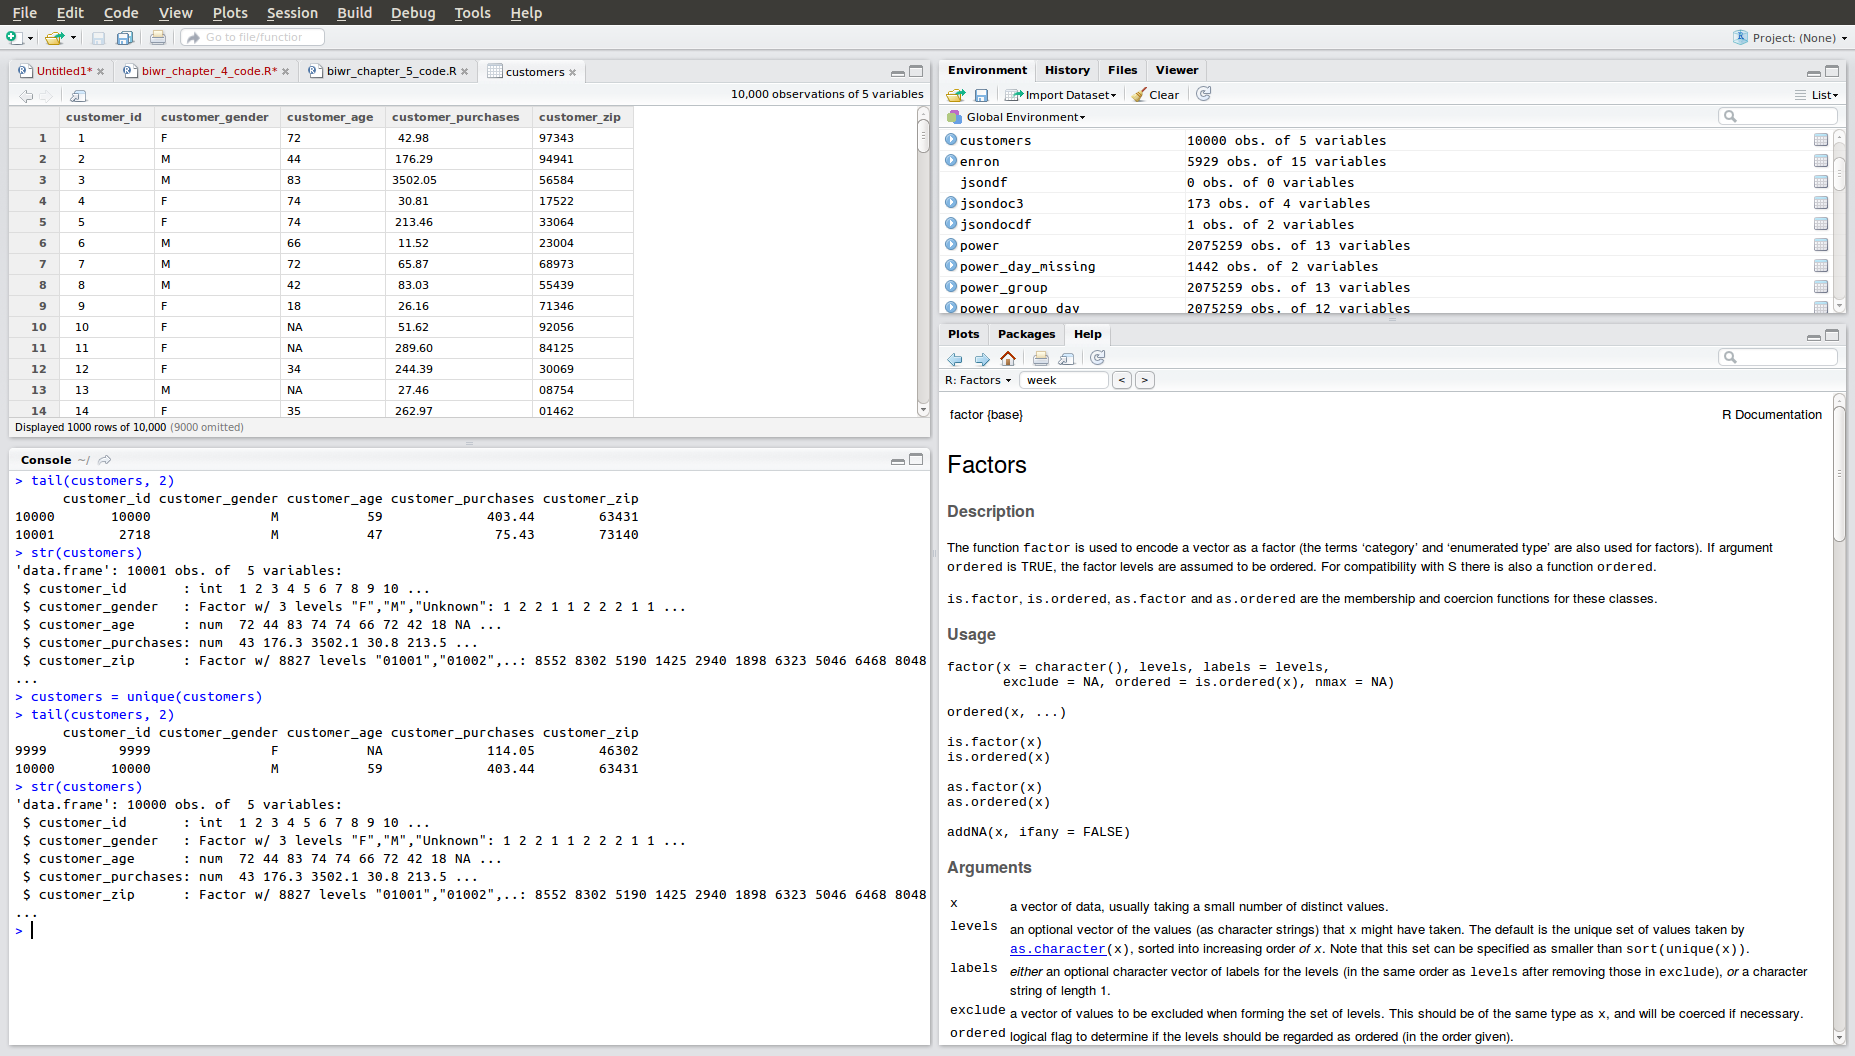 File Edit Code View Plots Session Build Debug Tools Help
Go to file/function
Project: (None)
Untitled1* biwr_chapter_4_code.R* biwr_chapter_5_code.R customers
10,000 observations of 5 variables
customer_id customer_gender customer_age customer_purchases customer_zip
1 1 F 72 42.98 97343
2 2 M 44 176.29 94941
3 3 M 83 3502.05 56584
4 4 F 74 30.81 17522
5 5 F 74 213.46 33064
6 6 M 66 11.52 23004
7 7 M 72 65.87 68973
8 8 M 42 83.03 55439
9 9 F 18 26.16 71346
10 10 F NA 51.62 92056
11 11 F NA 289.60 84125
12 12 F 34 244.39 30069
13 13 M NA 27.46 08754
14 14 F 35 262.97 01462
Displayed 1000 rows of 10,000 (9000 omitted)
Console ~/
> tail(customers, 2)
customer_id customer_gender customer_age customer_purchases customer_zip
10000 10000 M 59 403.44 63431
10001 2718 M 47 75.43 73140
> str(customers)
'data.frame': 10001 obs. of  5 variables:
$ customer_id       : int  1 2 3 4 5 6 7 8 9 10 ...
$ customer_gender   : Factor w/ 3 levels "F","M","Unknown": 1 2 2 1 1 2 2 2 1 1 ...
$ customer_age      : num  72 44 83 74 74 66 72 42 18 NA ...
$ customer_purchases: num  43 176.3 3502.1 30.8 213.5 ...
$ customer_zip      : Factor w/ 8827 levels "01001","01002",..: 8552 8302 5190 1425 2940 1898 6323 5046 6468 8048
...
> customers = unique(customers)
> tail(customers, 2)
customer_id customer_gender customer_age customer_purchases customer_zip
9999 9999 F NA 114.05 46302
10000 10000 M 59 403.44 63431
> str(customers)
'data.frame': 10000 obs. of  5 variables:
$ customer_id       : int  1 2 3 4 5 6 7 8 9 10 ...
$ customer_gender   : Factor w/ 3 levels "F","M","Unknown": 1 2 2 1 1 2 2 2 1 1 ...
$ customer_age      : num  72 44 83 74 74 66 72 42 18 NA ...
$ customer_purchases: num  43 176.3 3502.1 30.8 213.5 ...
$ customer_zip      : Factor w/ 8827 levels "01001","01002",..: 8552 8302 5190 1425 2940 1898 6323 5046 6468 8048
...
>
Environment History Files Viewer
Import Dataset Clear List
Global Environment
customers 10000 obs. of 5 variables
enron 5929 obs. of 15 variables
jsondf 0 obs. of 0 variables
jsondoc3 173 obs. of 4 variables
jsondocdf 1 obs. of 2 variables
power 2075259 obs. of 13 variables
power_day_missing 1442 obs. of 2 variables
power_group 2075259 obs. of 13 variables
power_group_day 2075259 obs. of 12 variables
Plots Packages Help
R: Factors week < >
factor {base} R Documentation
Factors
Description
The function factor is used to encode a vector as a factor (the terms ‘category’ and ‘enumerated type’ are also used for factors). If argument
ordered is TRUE, the factor levels are assumed to be ordered. For compatibility with S there is also a function ordered.
is.factor, is.ordered, as.factor and as.ordered are the membership and coercion functions for these classes.
Usage
factor(x = character(), levels, labels = levels,
exclude = NA, ordered = is.ordered(x), nmax = NA)
ordered(x, ...)
is.factor(x)
is.ordered(x)
as.factor(x)
as.ordered(x)
addNA(x, ifany = FALSE)
Arguments
x a vector of data, usually taking a small number of distinct values.
levels an optional vector of the values (as character strings) that x might have taken. The default is the unique set of values taken by
as.character(x), sorted into increasing order of x. Note that this set can be specified as smaller than sort(unique(x)).
labels either an optional character vector of labels for the levels (in the same order as levels after removing those in exclude), or a character
string of length 1.
exclude a vector of values to be excluded when forming the set of levels. This should be of the same type as x, and will be coerced if necessary.
ordered logical flag to determine if the levels should be regarded as ordered (in the order given).